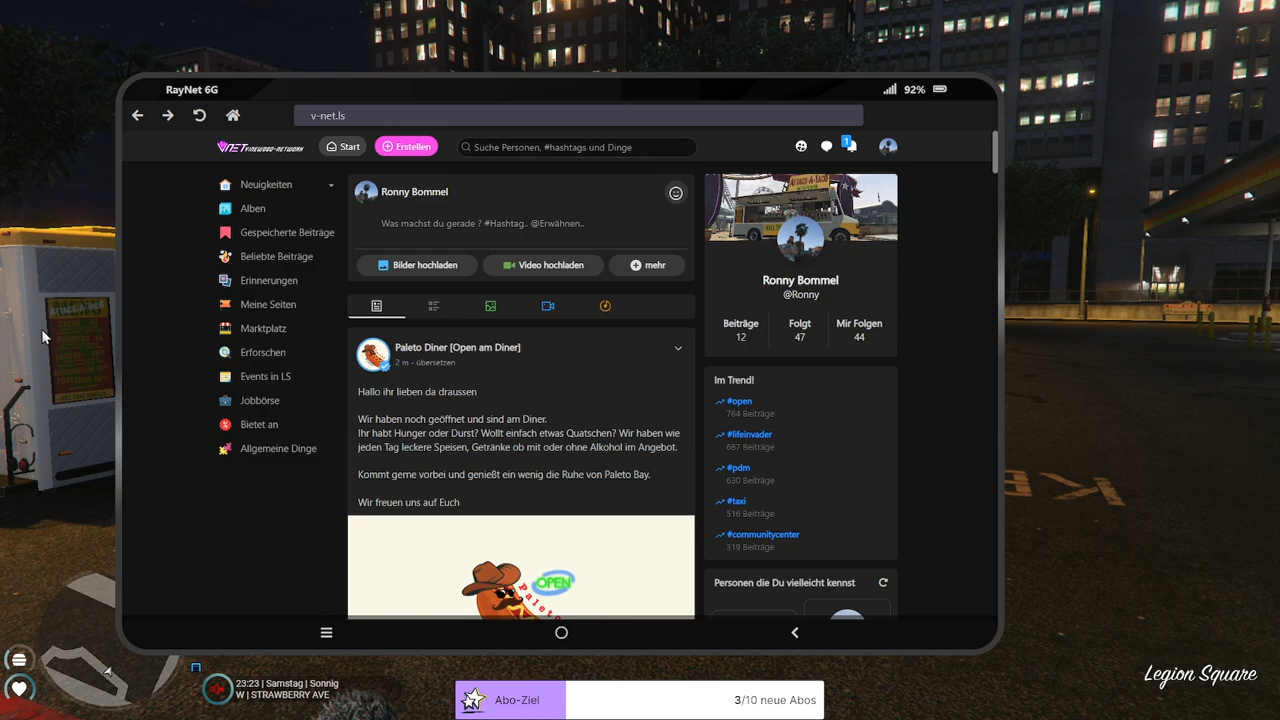 RayNet 6G
92%
v-net.ls
VNET VINEWOOD-NETWORK
Start
Erstellen
Suche Personen, #hashtags und Dinge
1
Neuigkeiten
Alben
Gespeicherte Beiträge
Beliebte Beiträge
Erinnerungen
Meine Seiten
Marktplatz
Erforschen
Events in LS
Jobbörse
Bietet an
Allgemeine Dinge
Ronny Bommel
Was machst du gerade ? #Hashtag.. @Erwähnen..
Bilder hochladen
Video hochladen
mehr
Paleto Diner [Open am Diner]
2 m - übersetzen
Hallo ihr lieben da draussen
Wir haben noch geöffnet und sind am Diner.
Ihr habt Hunger oder Durst? Wollt einfach etwas Quatschen? Wir haben wie
jeden Tag leckere Speisen, Getränke ob mit oder ohne Alkohol im Angebot.
Kommt gerne vorbei und genießt ein wenig die Ruhe von Paleto Bay.
Wir freuen uns auf Euch
OPEN
Paleto
ATTACK-A-TACO
Ronny Bommel
@Ronny
Beiträge
12
Folgt
47
Mir Folgen
44
Im Trend!
#open
764 Beiträge
#lifeinvader
687 Beiträge
#pdm
630 Beiträge
#taxi
516 Beiträge
#communitycenter
319 Beiträge
Personen die Du vielleicht kennst
23:23 | Samstag | Sonnig
W | STRAWBERRY AVE
Abo-Ziel
3/10 neue Abos
Legion Square